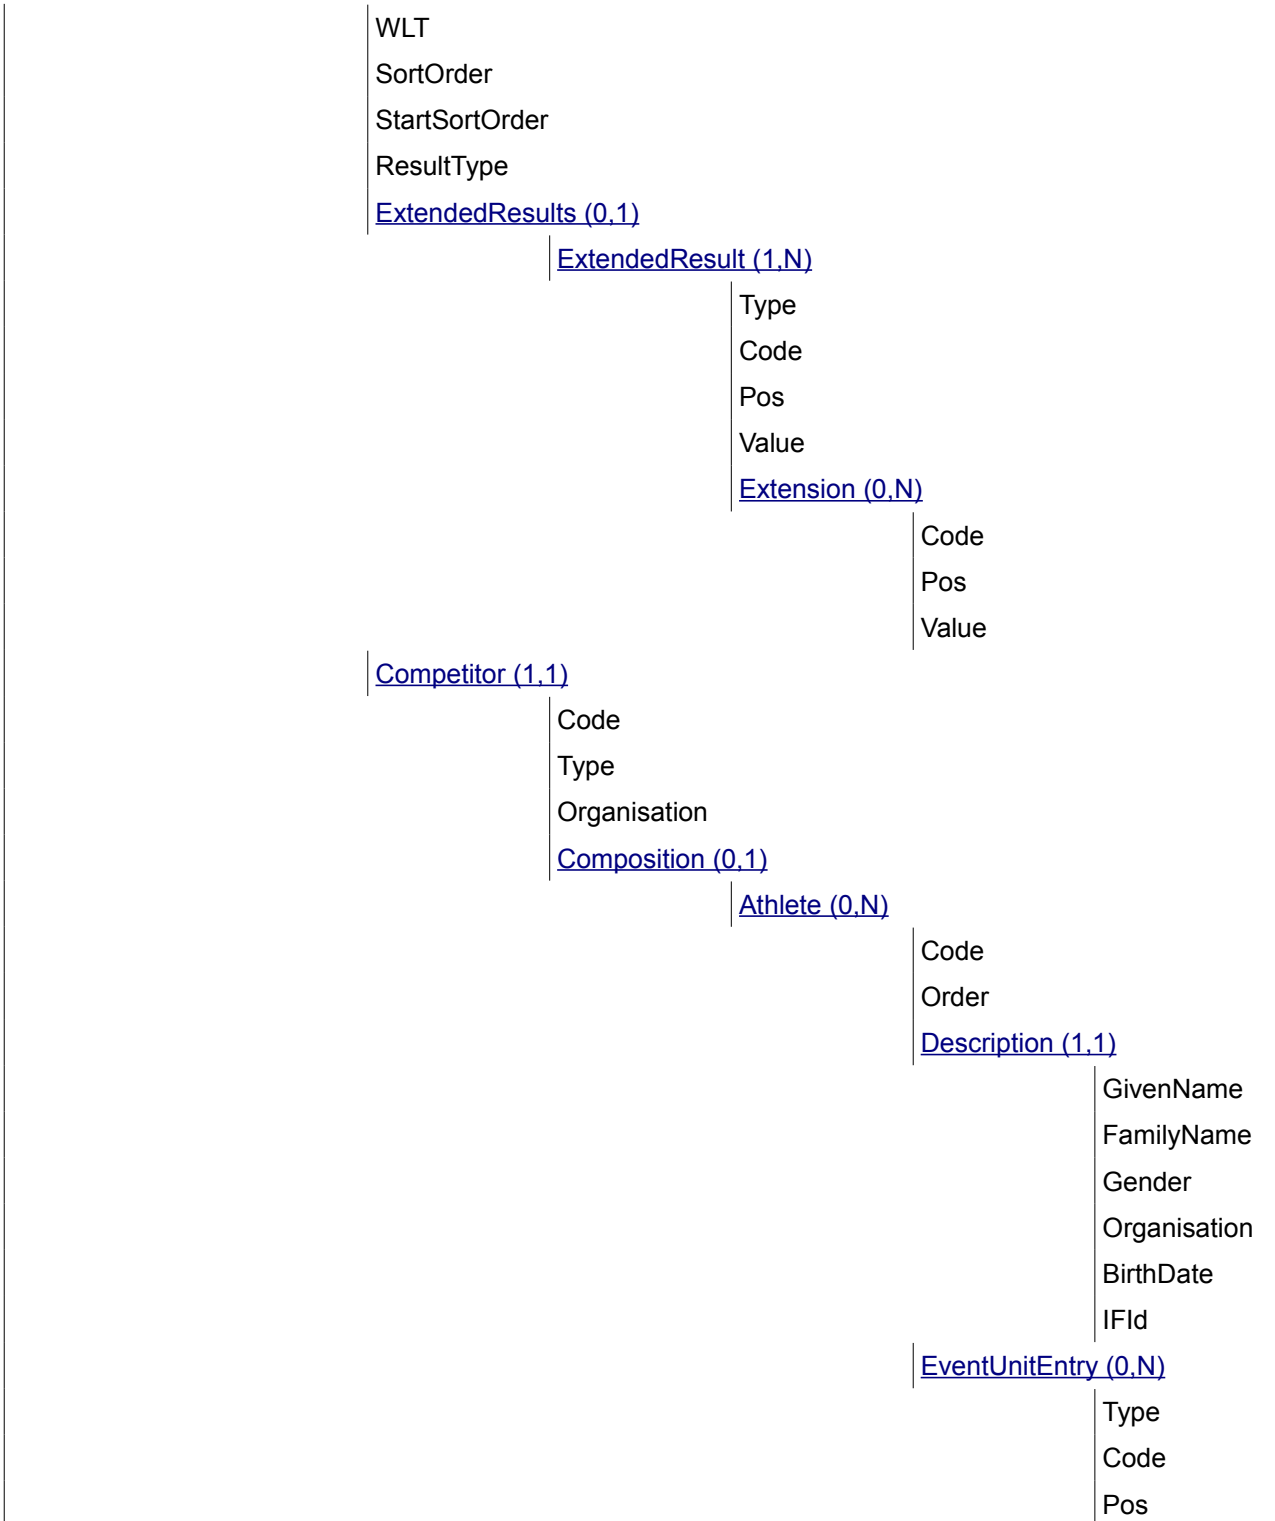 WLT
SortOrder
StartSortOrder
ResultType
ExtendedResults (0,1)
ExtendedResult (1,N)
Type
Code
Pos
Value
Extension (0,N)
Code
Pos
Value
Competitor (1,1)
Code
Type
Organisation
Composition (0,1)
Athlete (0,N)
Code
Order
Description (1,1)
GivenName
FamilyName
Gender
Organisation
BirthDate
IFId
EventUnitEntry (0,N)
Type
Code
Pos